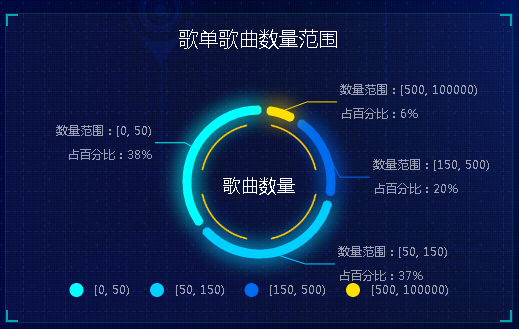 歌单歌曲数量范围
数量范围：[500, 100000)
占百分比：6%
数量范围：[0, 50)
占百分比：38%
数量范围：[150, 500)
占百分比：20%
歌曲数量
数量范围：[50, 150)
占百分比：37%
[0, 50)
[50, 150)
[150, 500)
[500, 100000)